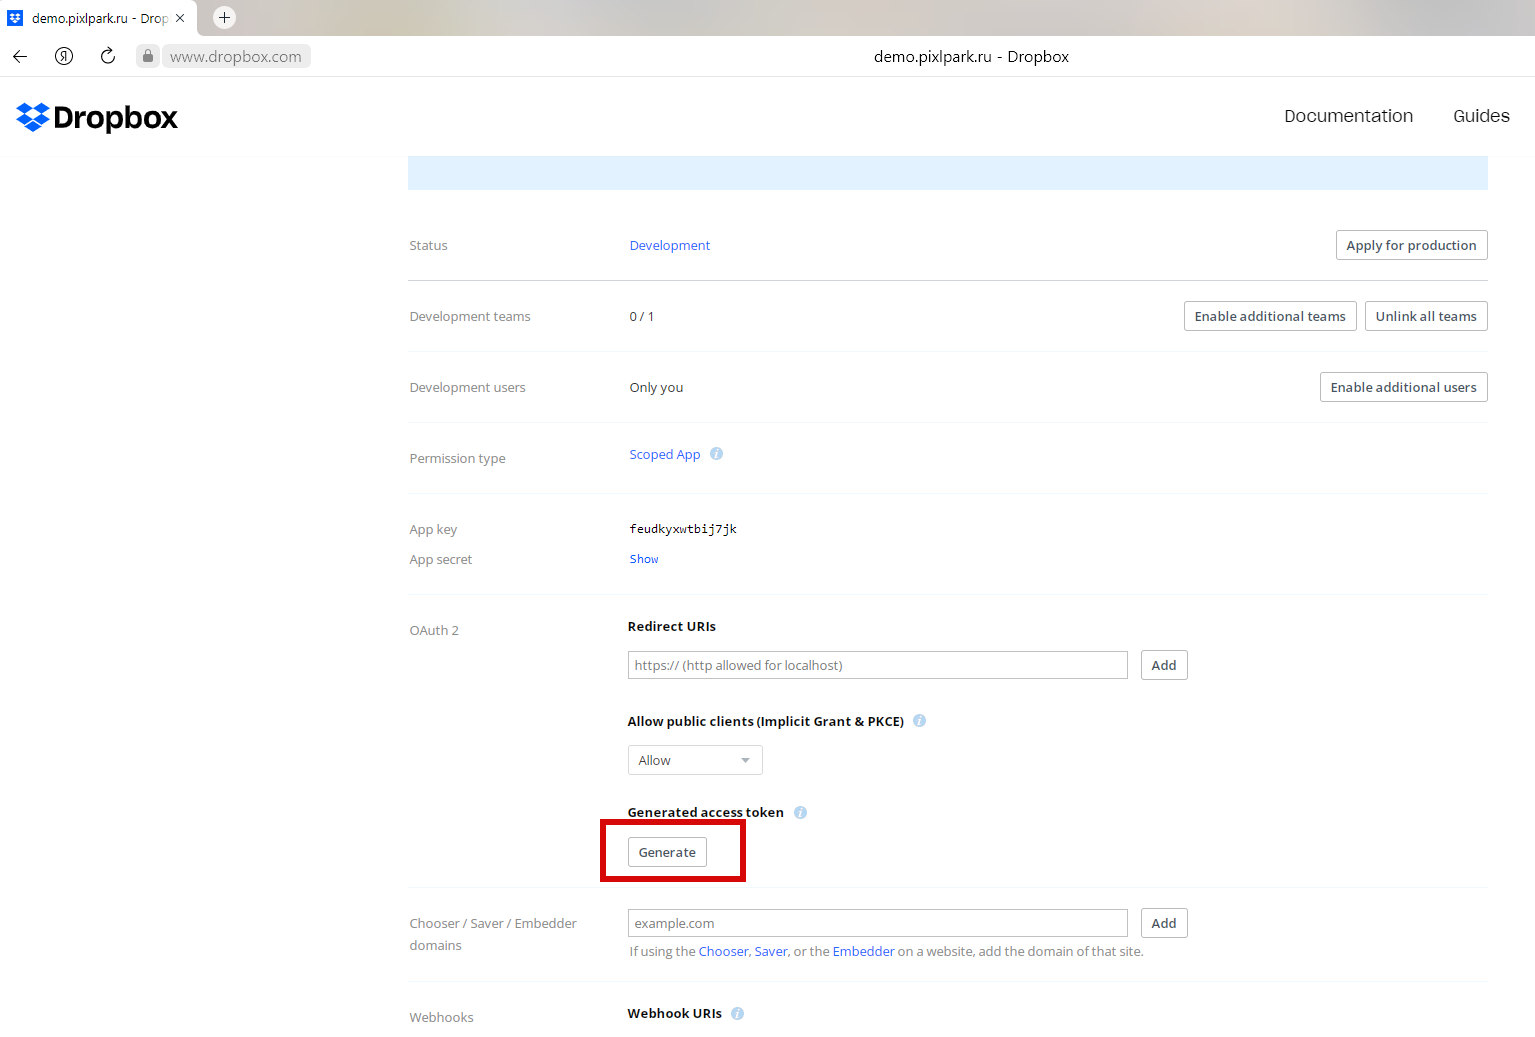 demo.pixlpark.ru - Drop
www.dropbox.com
demo.pixlpark.ru - Dropbox
Dropbox
Documentation Guides
Status Development Apply for production
Development teams 0 / 1 Enable additional teams Unlink all teams
Development users Only you Enable additional users
Permission type Scoped App
App key feudkyxwtbij7jk
App secret Show
OAuth 2 Redirect URIs
https:// (http allowed for localhost) Add
Allow public clients (Implicit Grant & PKCE)
Allow
Generated access token
Generate
Chooser / Saver / Embedder domains
example.com Add
If using the Chooser, Saver, or the Embedder on a website, add the domain of that site.
Webhooks Webhook URIs